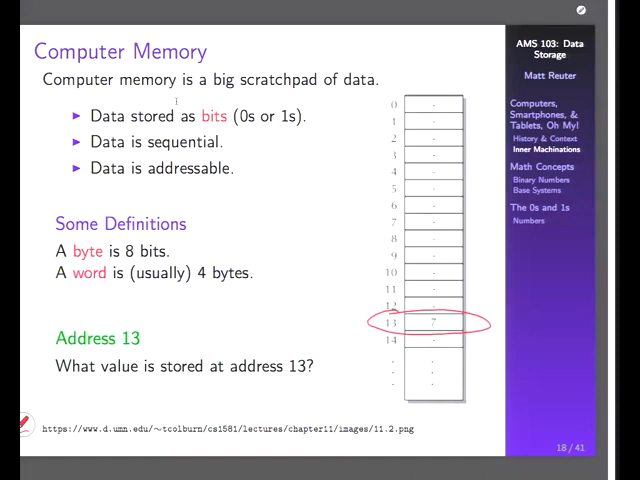 Computer Memory
Computer memory is a big scratchpad of data.
Data stored as bits (0s or 1s).
Data is sequential.
Data is addressable.
Some Definitions
A byte is 8 bits.
A word is (usually) 4 bytes.
Address 13
What value is stored at address 13?
0 -
1 -
2 -
3 -
4 -
5 -
6 -
7 -
8 -
9 -
10 -
11 -
12 -
13 7
14 -
. .
. .
. .
https://www.d.umn.edu/~tcolburn/cs1581/lectures/chapter11/images/11.2.png
AMS 103: Data
Storage
Matt Reuter
Computers,
Smartphones, &
Tablets, Oh My!
History & Context
Inner Machinations
Math Concepts
Binary Numbers
Base Systems
The 0s and 1s
Numbers
18 / 41